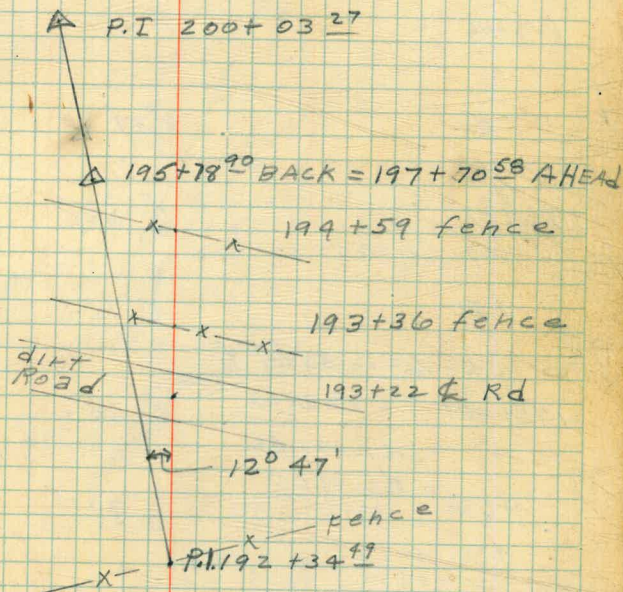 P.I 200+03 27
195+78 90 BACK = 197+70 58 AHEAD
194+59 fence
193+36 fence
dirt
Road
193+22 ℄ Rd
12° 47'
fence
P.I. 192+34 49